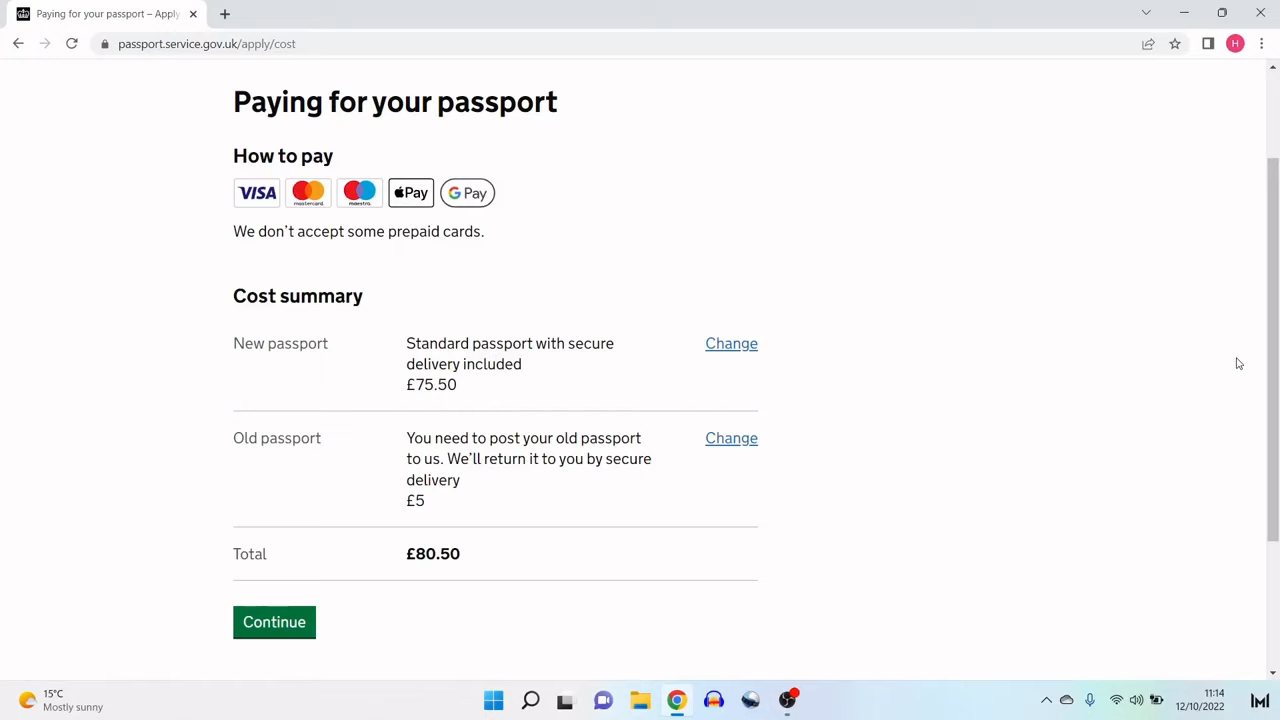 Paying for your passport – Apply
passport.service.gov.uk/apply/cost
H
Paying for your passport
How to pay
VISA
mastercard.
maestro.
Pay
G Pay
We don’t accept some prepaid cards.
Cost summary
New passport
Standard passport with secure
delivery included
£75.50
Change
Old passport
You need to post your old passport
to us. We’ll return it to you by secure
delivery
£5
Change
Total
£80.50
Continue
15°C
Mostly sunny
11:14
12/10/2022